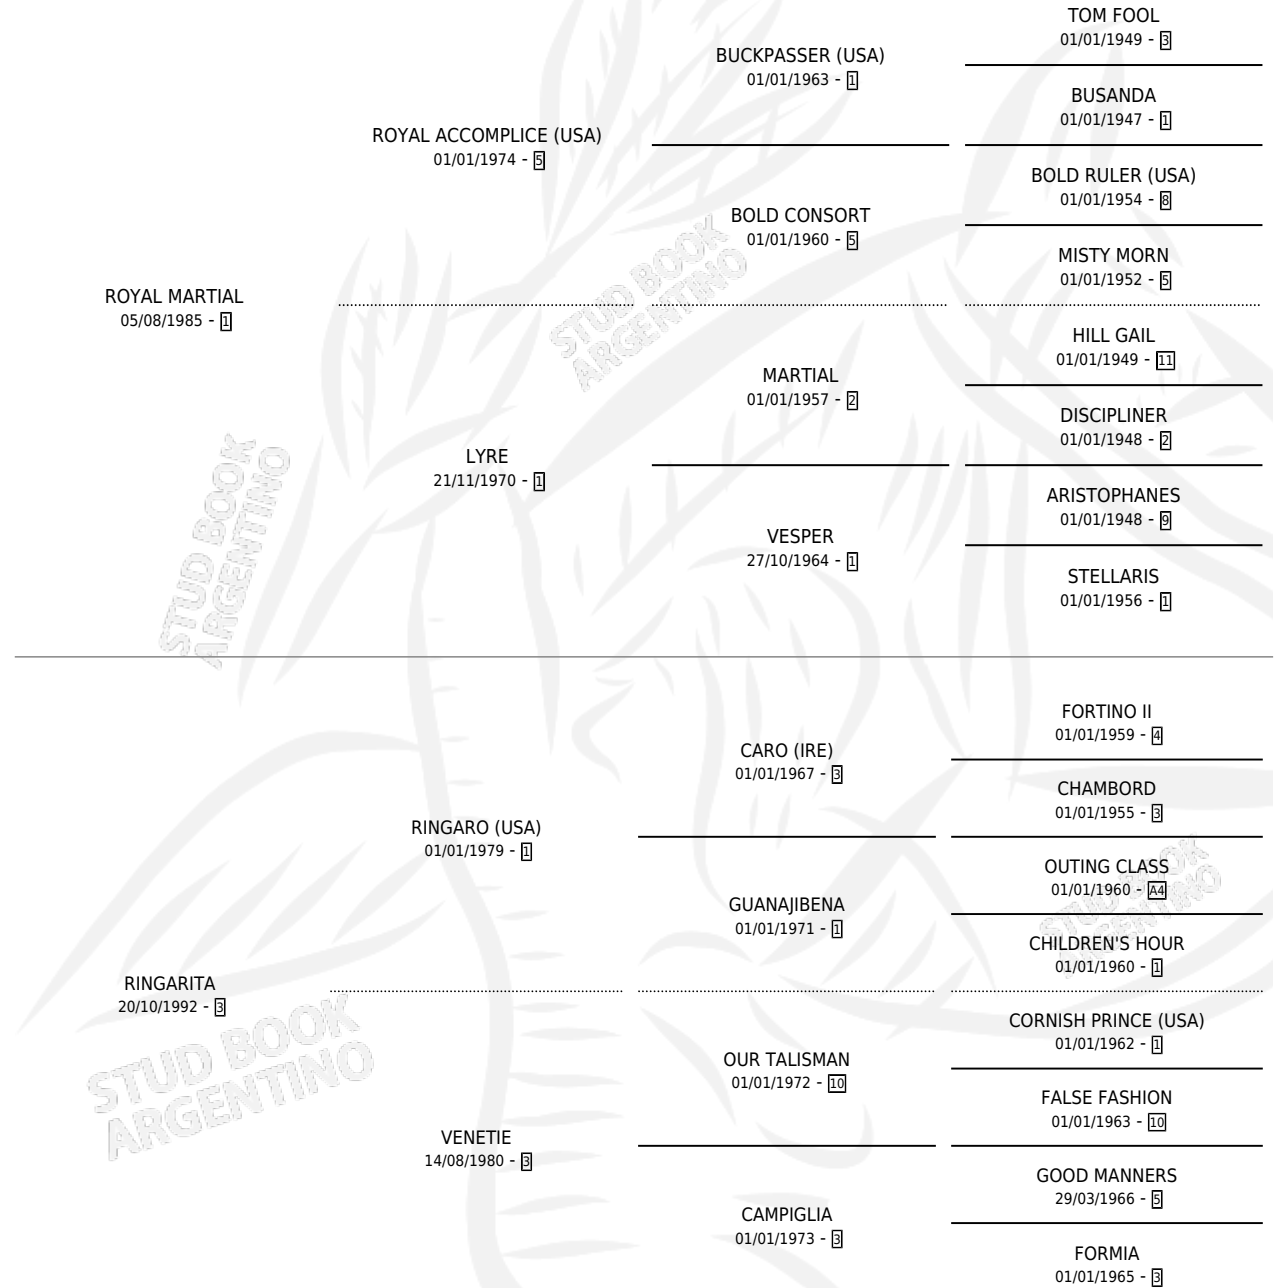 TOM FOOL
01/01/1949 - 3
BUCKPASSER (USA)
01/01/1963 - 1
BUSANDA
01/01/1947 - 1
ROYAL ACCOMPLICE (USA)
01/01/1974 - 5
BOLD RULER (USA)
01/01/1954 - 8
BOLD CONSORT
01/01/1960 - 5
MISTY MORN
01/01/1952 - 5
ROYAL MARTIAL
05/08/1985 - 1
HILL GAIL
01/01/1949 - 11
MARTIAL
01/01/1957 - 2
DISCIPLINER
01/01/1948 - 2
LYRE
21/11/1970 - 1
ARISTOPHANES
01/01/1948 - 9
VESPER
27/10/1964 - 1
STELLARIS
01/01/1956 - 1
STUD BOOK
ARGENTINO
STUD BOOK
ARGENTINO
FORTINO II
01/01/1959 - 4
CARO (IRE)
01/01/1967 - 3
CHAMBORD
01/01/1955 - 3
RINGARO (USA)
01/01/1979 - 1
OUTING CLASS
01/01/1960 - A4
GUANAJIBENA
01/01/1971 - 1
CHILDREN'S HOUR
01/01/1960 - 1
RINGARITA
20/10/1992 - 3
CORNISH PRINCE (USA)
01/01/1962 - 1
OUR TALISMAN
01/01/1972 - 10
FALSE FASHION
01/01/1963 - 10
VENETIE
14/08/1980 - 3
GOOD MANNERS
29/03/1966 - 5
CAMPIGLIA
01/01/1973 - 3
FORMIA
01/01/1965 - 3
STUD BOOK
ARGENTINO
STUD BOOK
ARGENTINO